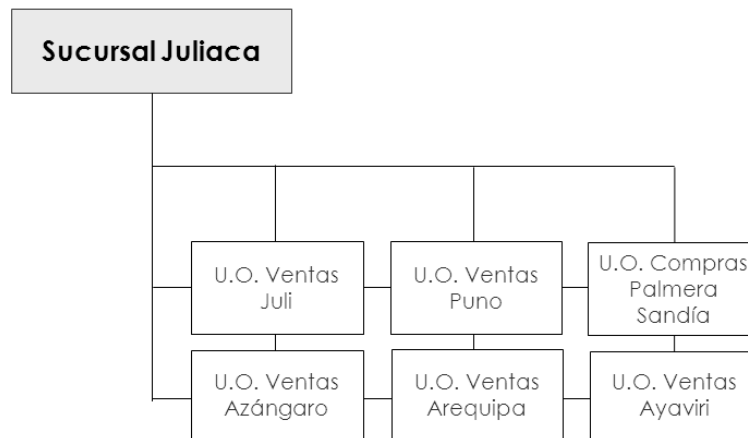 Sucursal Juliaca
U.O. Ventas
Juli
U.O. Ventas
Puno
U.O. Compras
Palmera
Sandía
U.O. Ventas
Azángaro
U.O. Ventas
Arequipa
U.O. Ventas
Ayaviri